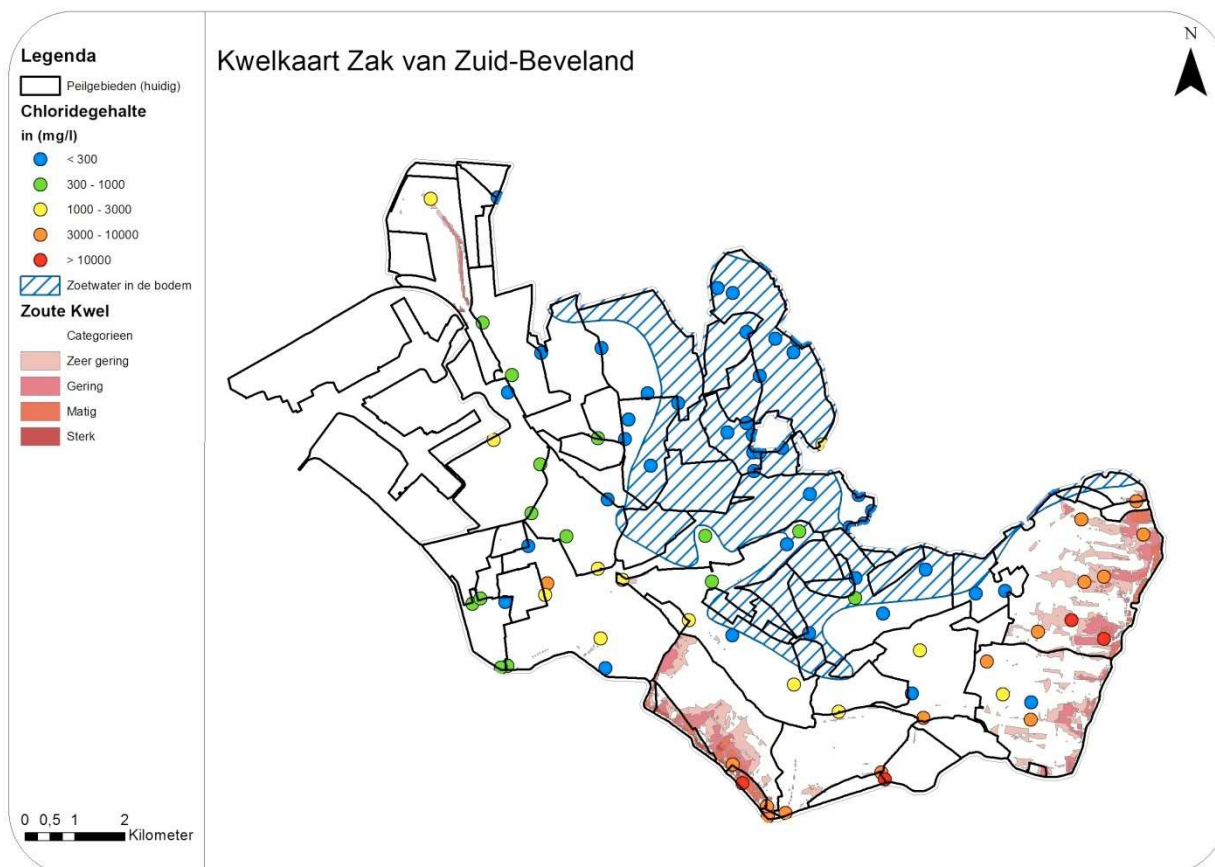 Kwelkaart Zak van Zuid-Beveland
N
Legenda
Peilgebieden (huidig)
Chloridegehalte
in (mg/l)
< 300
300 - 1000
1000 - 3000
3000 - 10000
> 10000
Zoetwater in de bodem
Zoute Kwel
Categorieen
Zeer gering
Gering
Matig
Sterk
0 0,5 1 2
Kilometer